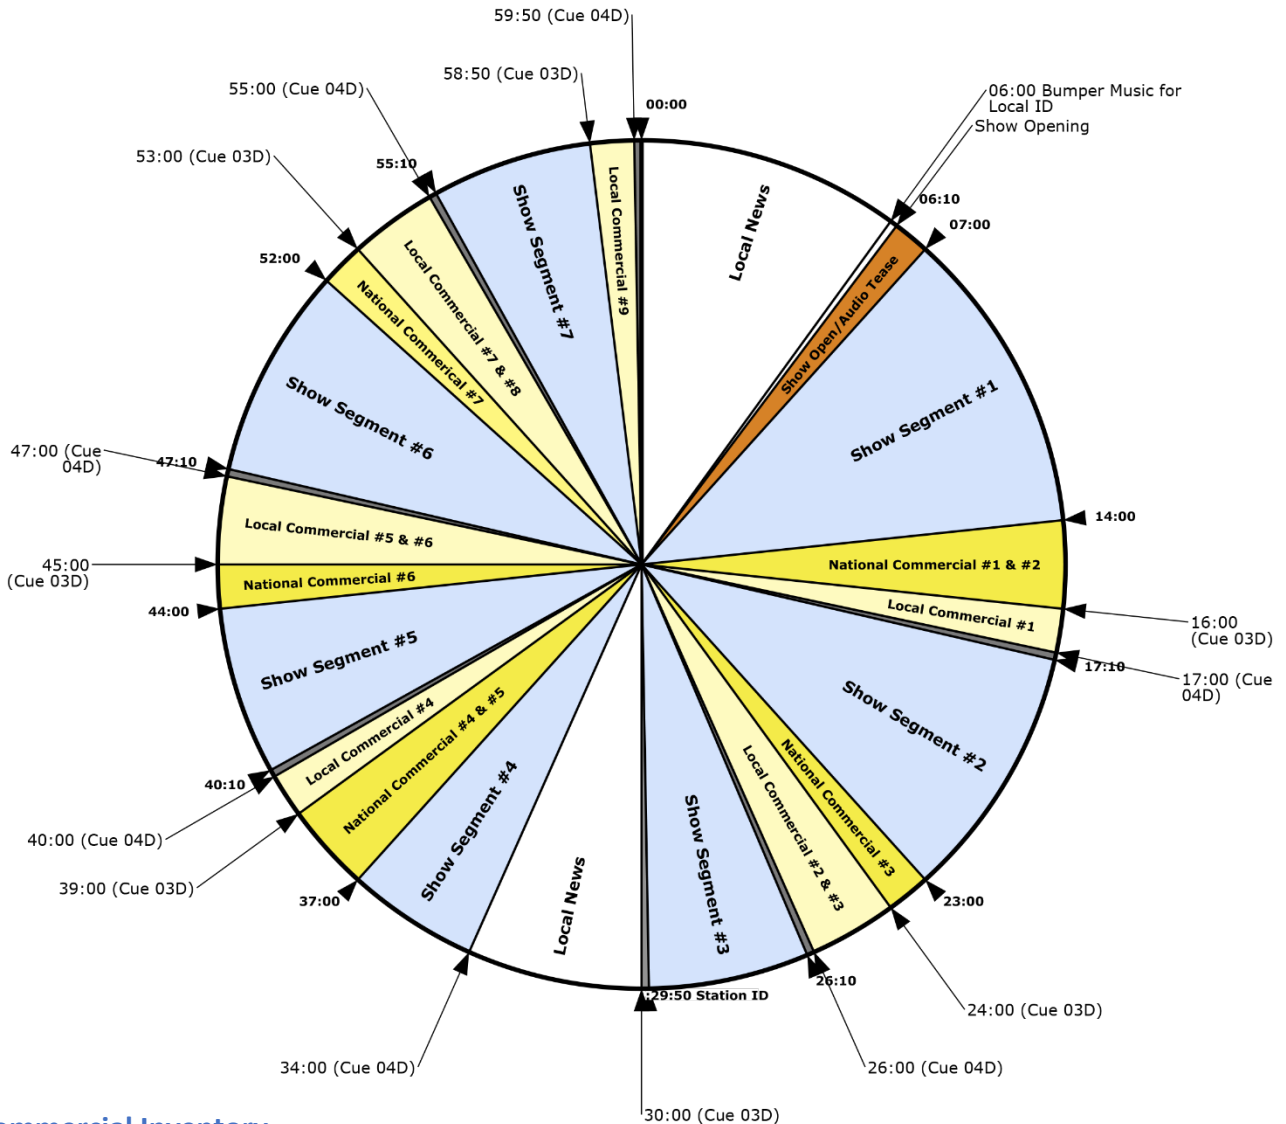 59:50 (Cue 04D)
58:50 (Cue 03D)
55:00 (Cue 04D)
00:00
06:00 Bumper Music for
Local ID
Show Opening
53:00 (Cue 03D)
55:10
06:10
07:00
52:00
Local News
Show Open/Audio Tease
Show Segment #1
14:00
National Commercial #1 & #2
Local Commercial #1
16:00
(Cue 03D)
17:10
17:00 (Cue
04D)
Show Segment #2
23:00
National Commercial #3
24:00 (Cue 03D)
Local Commercial #2 & #3
26:10
26:00 (Cue 04D)
Show Segment #3
:29:50 Station ID
30:00 (Cue 03D)
Local News
34:00 (Cue 04D)
Show Segment #4
37:00
National Commercial #4 & #5
39:00 (Cue 03D)
Local Commercial #4
40:10
40:00 (Cue 04D)
Show Segment #5
44:00
National Commercial #6
45:00
(Cue 03D)
Local Commercial #5 & #6
47:00 (Cue
04D)
47:10
Show Segment #6
National Commerical #7
Local Commercial #7 & #8
Show Segment #7
Local Commercial #9